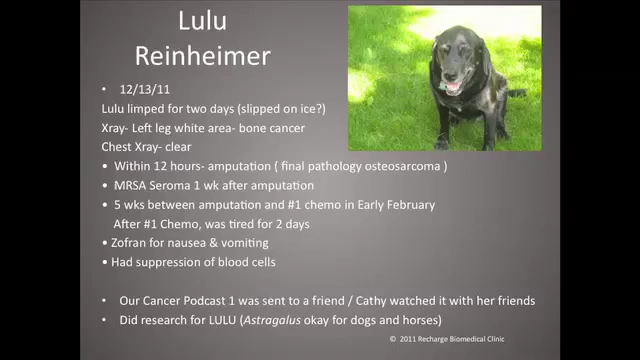 Lulu
Reinheimer
• 12/13/11
Lulu limped for two days (slipped on ice?)
Xray- Left leg white area- bone cancer
Chest Xray- clear
• Within 12 hours- amputation ( final pathology osteosarcoma )
• MRSA Seroma 1 wk after amputation
• 5 wks between amputation and #1 chemo in Early February
After #1 Chemo, was tired for 2 days
• Zofran for nausea & vomiting
• Had suppression of blood cells
• Our Cancer Podcast 1 was sent to a friend / Cathy watched it with her friends
• Did research for LULU (Astragalus okay for dogs and horses)
© 2011 Recharge Biomedical Clinic